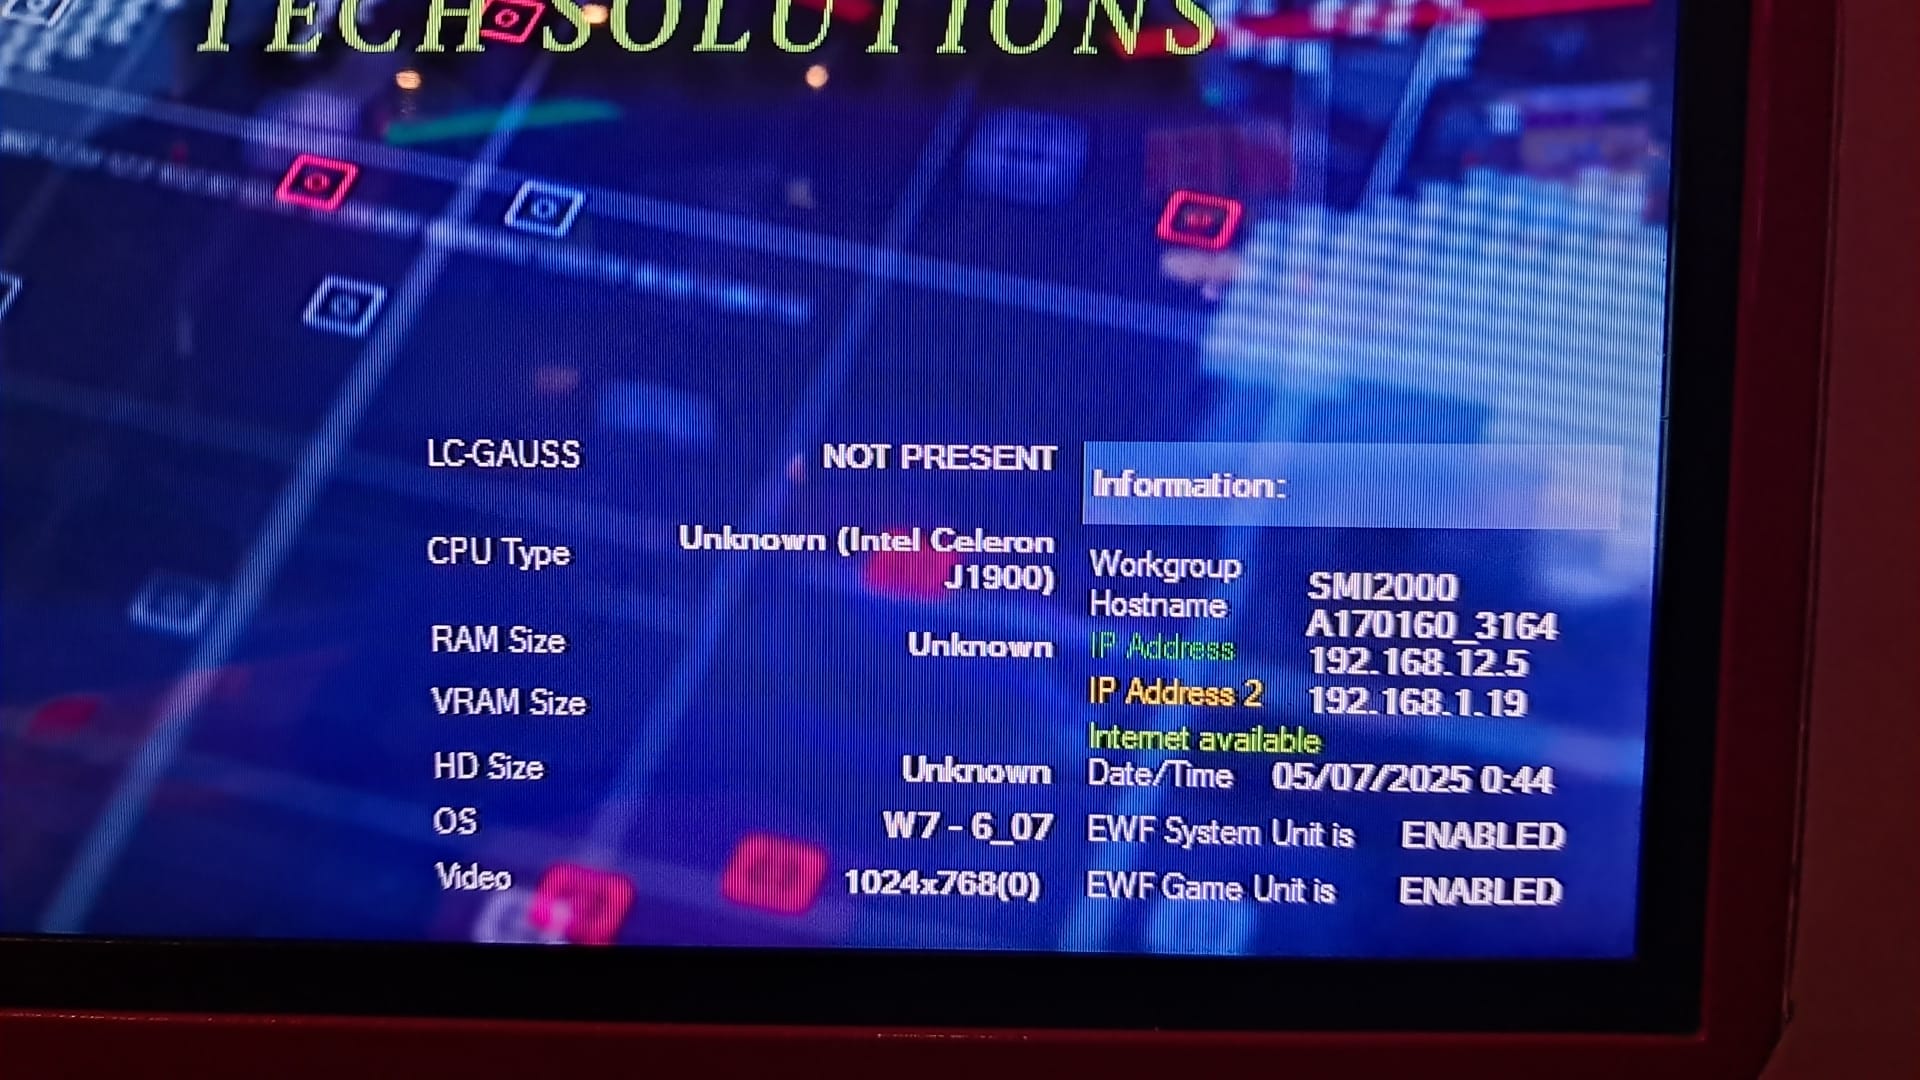 TECH SOLUTIONS
LC-GAUSS NOT PRESENT
CPU Type Unknown (Intel Celeron
J1900)
RAM Size Unknown
VRAM Size
HD Size Unknown
OS W7 - 6_07
Video 1024x768(0)
Information:
Workgroup SMI2000
Hostname A170160_3164
IP Address 192.168.12.5
IP Address 2 192.168.1.19
Internet available
Date/Time 05/07/2025 0:44
EWF System Unit is ENABLED
EWF Game Unit is ENABLED